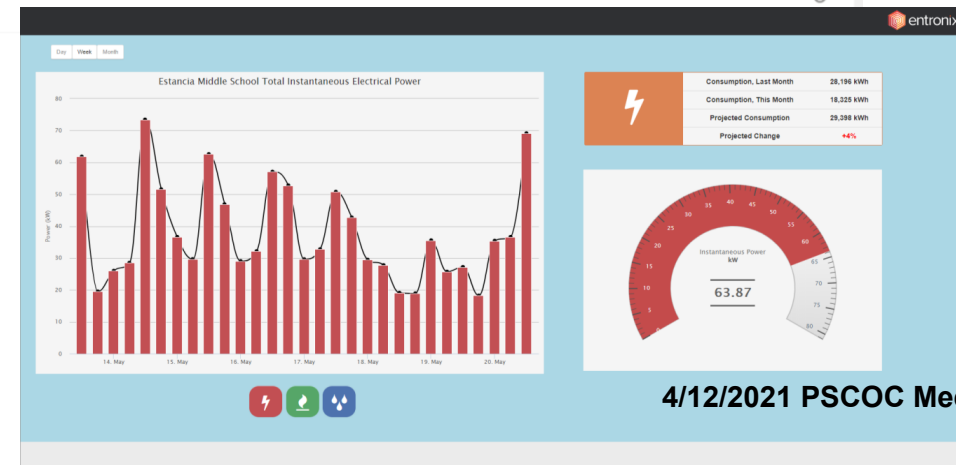 entronix
Day Week Month
Estancia Middle School Total Instantaneous Electrical Power
80
70
60
50
40
30
20
10
0
Power (kW)
14. May 15. May 16. May 17. May 18. May 19. May 20. May
Consumption, Last Month 28,196 kWh
Consumption, This Month 18,325 kWh
Projected Consumption 29,398 kWh
Projected Change +4%
0
5
10
15
20
25
30
35
40
45
50
55
60
65
70
75
80
Instantaneous Power
kW
63.87
4/12/2021 PSCOC Mee